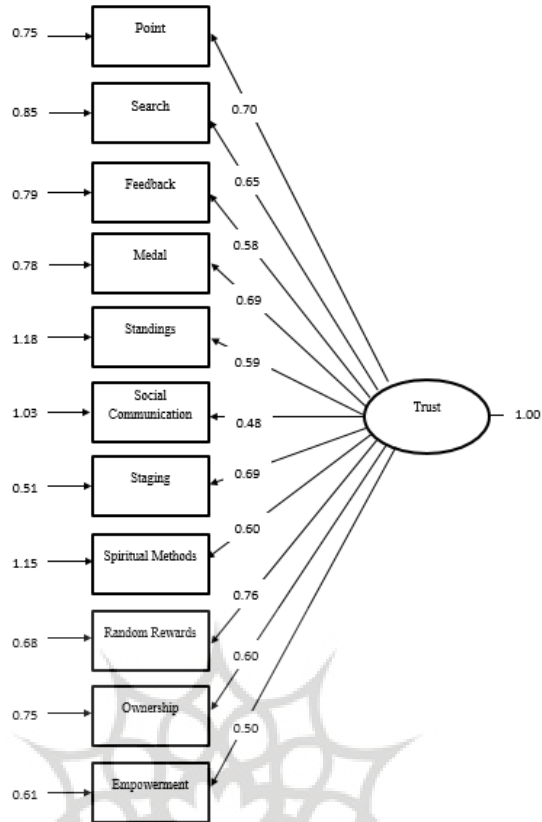 0.75
Point
0.85
Search
0.70
0.79
Feedback
0.65
0.58
0.78
Medal
0.69
1.18
Standings
0.59
1.03
Social
Communication
0.48
Trust
1.00
0.51
Staging
0.69
1.15
Spiritual Methods
0.60
0.76
0.68
Random Rewards
0.60
0.75
Ownership
0.50
0.61
Empowerment